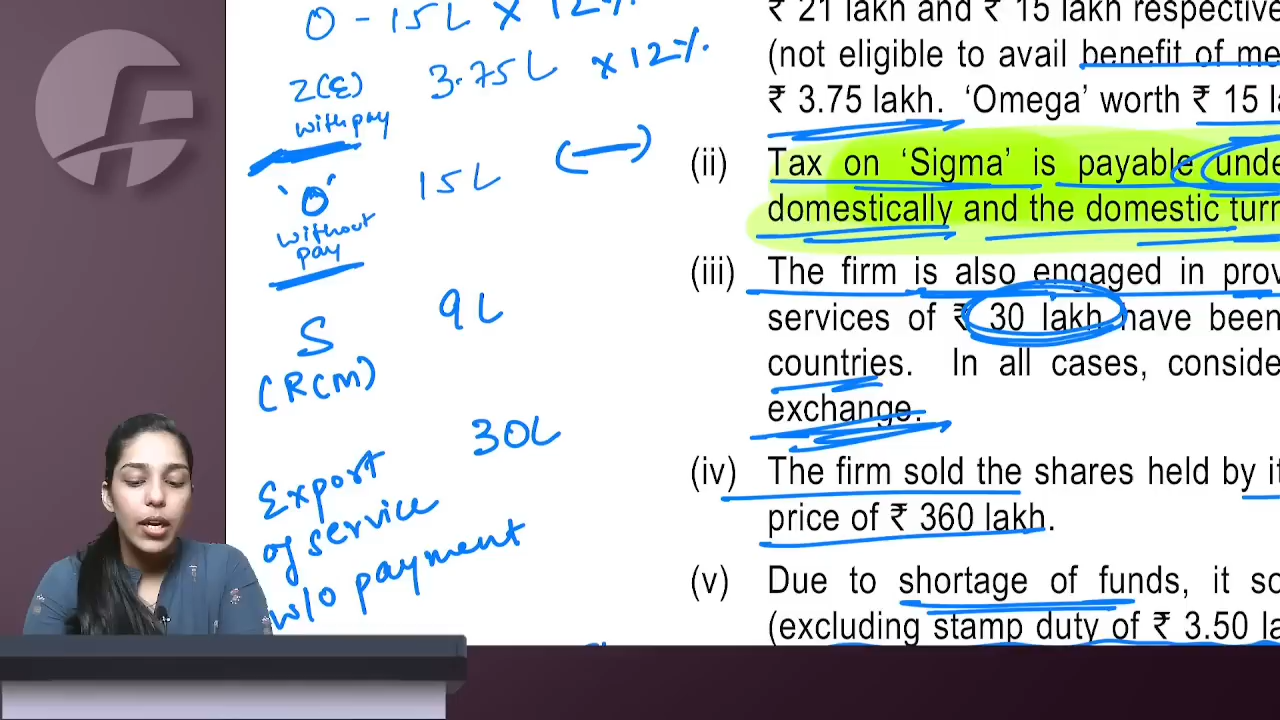 0 - 15L × 12%
Z(E) 3.75L × 12%
with pay
'O' 15L (—)
without
pay
S 9L
(RCM)
Export 30L
of service
w/o payment
₹ 21 lakh and ₹ 15 lakh respective
(not eligible to avail benefit of me
₹ 3.75 lakh. 'Omega' worth ₹ 15 la
(ii) Tax on 'Sigma' is payable unde
domestically and the domestic turn
(iii) The firm is also engaged in prov
services of ₹ 30 lakh have been
countries. In all cases, conside
exchange.
(iv) The firm sold the shares held by it
price of ₹ 360 lakh.
(v) Due to shortage of funds, it so
(excluding stamp duty of ₹ 3.50 la